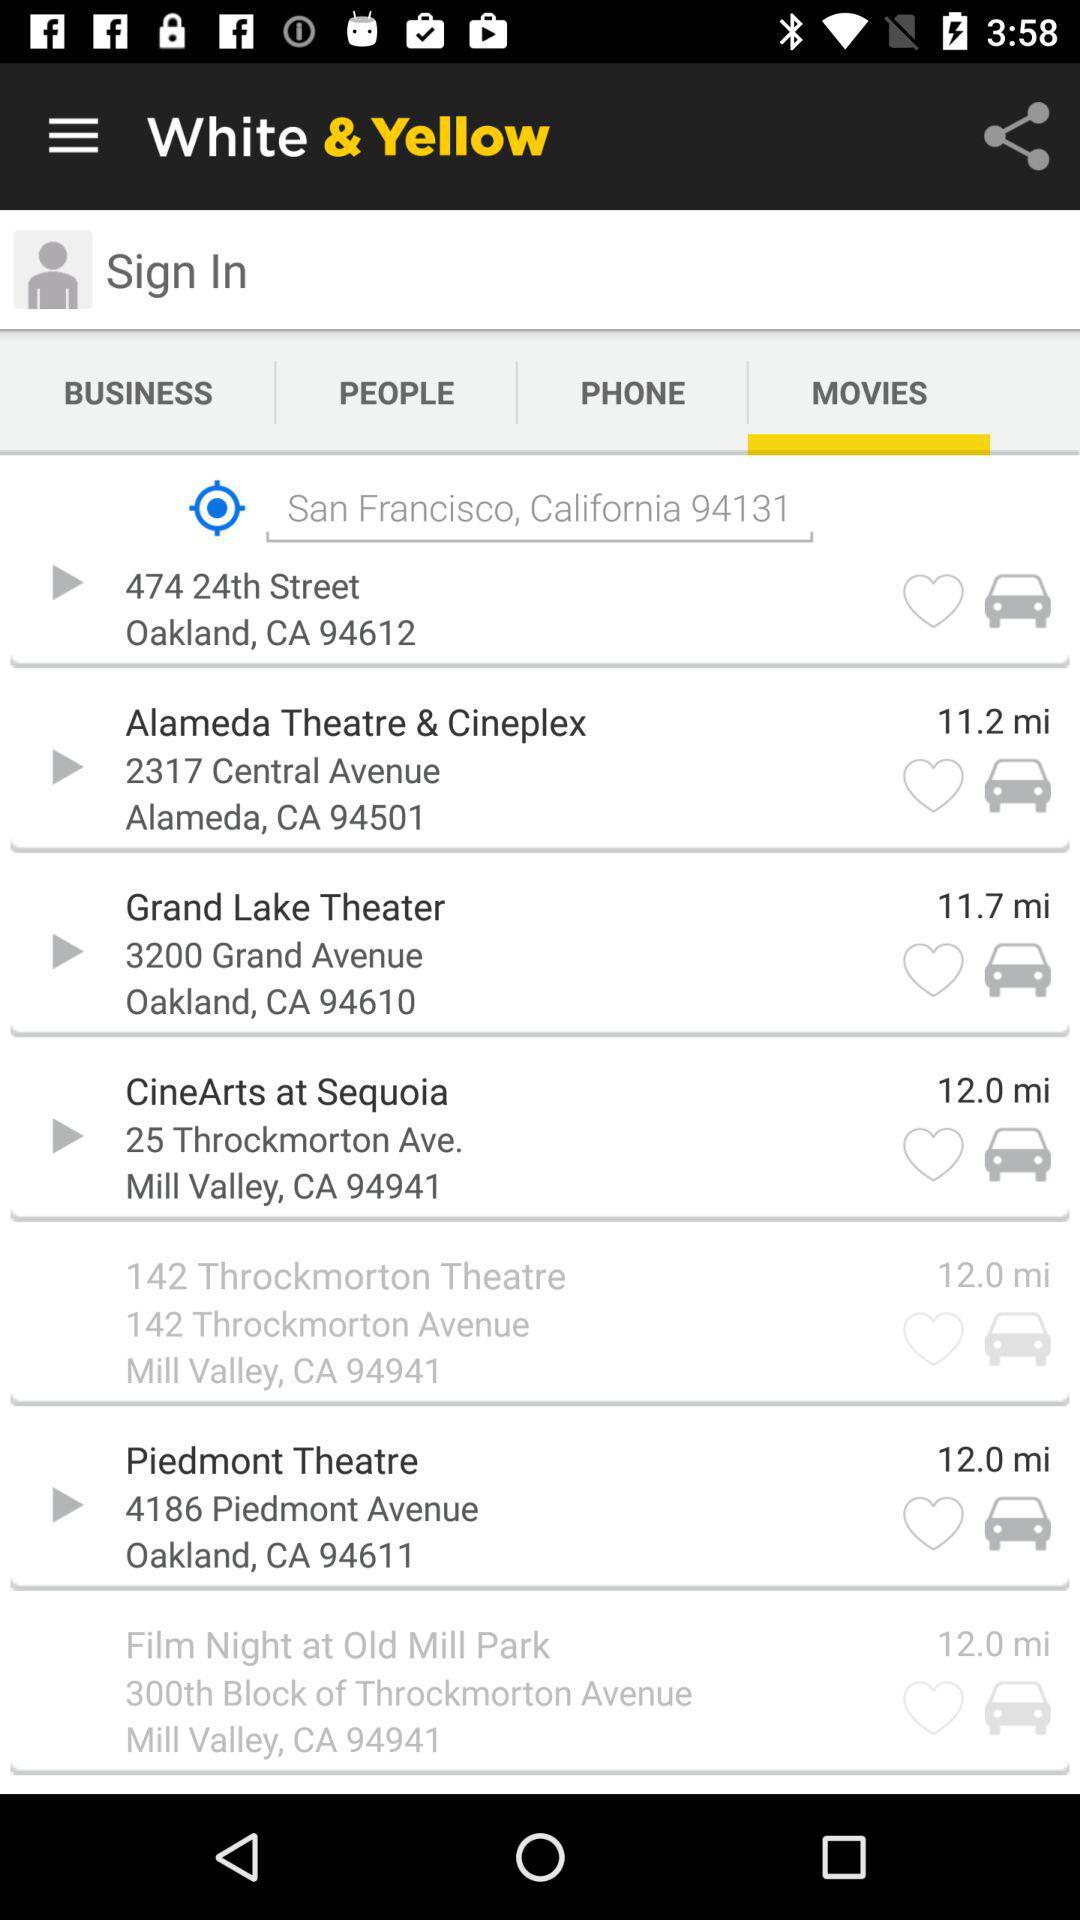 3:58
White & Yellow
Sign In
BUSINESS PEOPLE PHONE MOVIES
San Francisco, California 94131
474 24th Street
Oakland, CA 94612
Alameda Theatre & Cineplex 11.2 mi
2317 Central Avenue
Alameda, CA 94501
Grand Lake Theater 11.7 mi
3200 Grand Avenue
Oakland, CA 94610
CineArts at Sequoia 12.0 mi
25 Throckmorton Ave.
Mill Valley, CA 94941
142 Throckmorton Theatre 12.0 mi
142 Throckmorton Avenue
Mill Valley, CA 94941
Piedmont Theatre 12.0 mi
4186 Piedmont Avenue
Oakland, CA 94611
Film Night at Old Mill Park 12.0 mi
300th Block of Throckmorton Avenue
Mill Valley, CA 94941